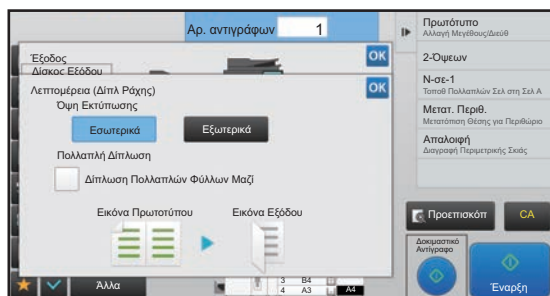 Αρ. αντιγράφων 1
Έξοδος
Δίσκος Εξόδου
OK
Λεπτομέρεια (Δίπλ Ράχης)
OK
Όψη Εκτύπωσης
Εσωτερικά Εξωτερικά
Πολλαπλή Δίπλωση
Δίπλωση Πολλαπλών Φύλλων Μαζί
Εικόνα Πρωτοτύπου Εικόνα Εξόδου
Άλλα
3 B4
4 A3 A4
Πρωτότυπο
Αλλαγή Μεγέθους/Διεύθ
2-Όψεων
N-σε-1
Τοποθ Πολλαπλών Σελ στη Σελ Α
Μετατ. Περιθ.
Μετατόπιση Θέσης για Περιθώριο
Απαλοιφή
Διαγραφή Περιμετρικής Σκιάς
Προεπισκόπ CA
Δοκιμαστικό
Αντίγραφο
Έναρξη